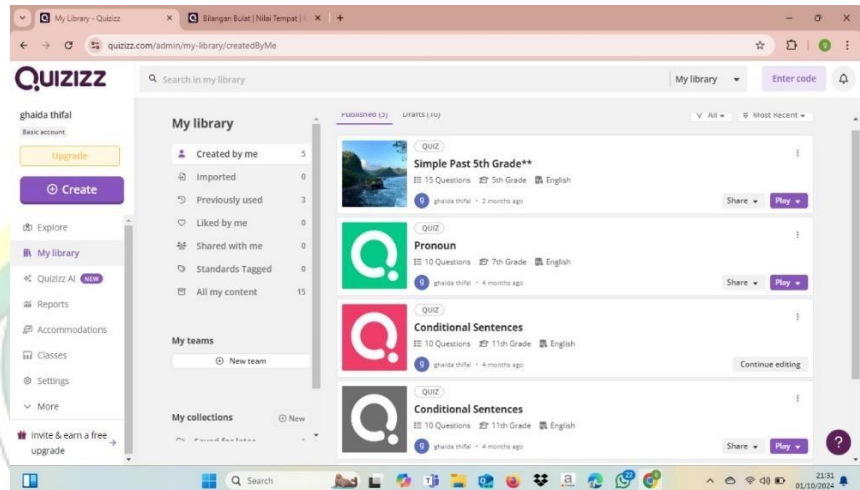 My Library - Quizizz
Bilangan Bulat | Nilai Tempat |
quizizz.com/admin/my-library/createdByMe
QUIZIZZ
Search in my library
My library
Enter code
ghaida thifal
Basic account
Upgrade
Create
Explore
My library
Quizizz AI NEW
Reports
Accommodations
Classes
Settings
More
Invite & earn a free upgrade
My library
Created by me 5
Imported 0
Previously used 3
Liked by me 0
Shared with me 0
Standards Tagged 0
All my content 15
My teams
New team
My collections
New
Saved for later
Published (5) Drafts (10)
All
Most Recent
QUIZ
Simple Past 5th Grade**
15 Questions 5th Grade English
g ghaida thifal • 2 months ago
Share Play
QUIZ
Pronoun
10 Questions 7th Grade English
g ghaida thifal • 4 months ago
Share Play
QUIZ
Conditional Sentences
10 Questions 11th Grade English
g ghaida thifal • 4 months ago
Continue editing
QUIZ
Conditional Sentences
10 Questions 11th Grade English
g ghaida thifal • 4 months ago
Share Play
?
Search
21:31
01/10/2024